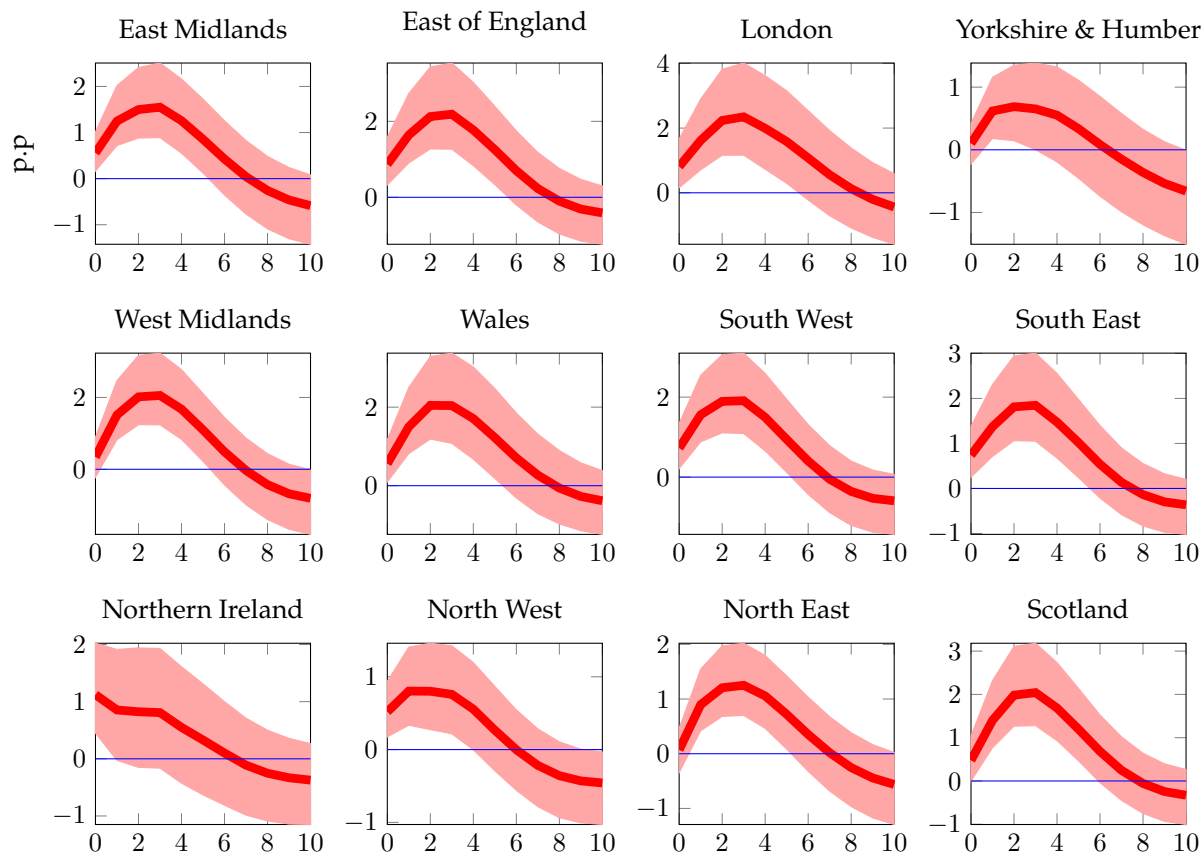 East Midlands
East of England
London
Yorkshire & Humber
p.p
2
1
0
−1
0 2 4 6 8 10
2
0
0 2 4 6 8 10
4
2
0
0 2 4 6 8 10
1
0
−1
0 2 4 6 8 10
West Midlands
Wales
South West
South East
2
0
0 2 4 6 8 10
2
0
0 2 4 6 8 10
2
0
0 2 4 6 8 10
3
2
1
0
−1
0 2 4 6 8 10
Northern Ireland
North West
North East
Scotland
2
1
0
−1
0 2 4 6 8 10
1
0
−1
0 2 4 6 8 10
2
1
0
−1
0 2 4 6 8 10
3
2
1
0
−1
0 2 4 6 8 10